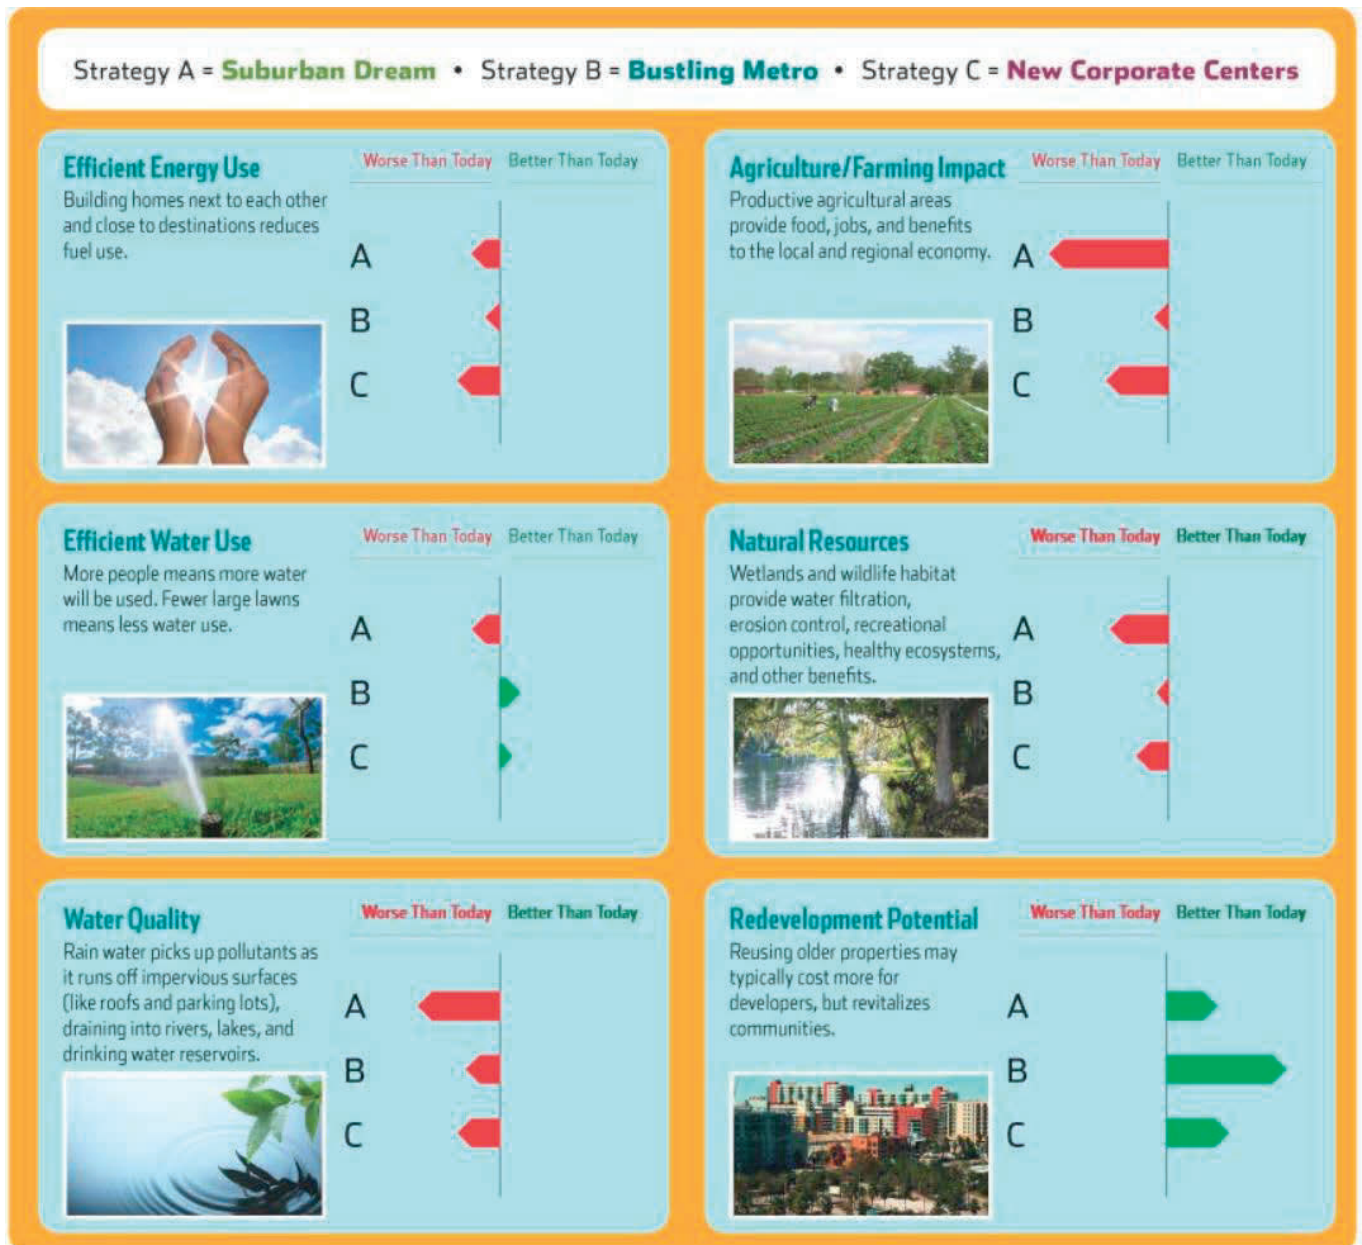 Strategy A = Suburban Dream • Strategy B = Bustling Metro • Strategy C = New Corporate Centers
Efficient Energy Use
Worse Than Today Better Than Today
Building homes next to each other
and close to destinations reduces
fuel use.
A
B
C
Agriculture/Farming Impact
Worse Than Today Better Than Today
Productive agricultural areas
provide food, jobs, and benefits
to the local and regional economy.
A
B
C
Efficient Water Use
Worse Than Today Better Than Today
More people means more water
will be used. Fewer large lawns
means less water use.
A
B
C
Natural Resources
Worse Than Today Better Than Today
Wetlands and wildlife habitat
provide water filtration,
erosion control, recreational
opportunities, healthy ecosystems,
and other benefits.
A
B
C
Water Quality
Worse Than Today Better Than Today
Rain water picks up pollutants as
it runs off impervious surfaces
(like roofs and parking lots),
draining into rivers, lakes, and
drinking water reservoirs.
A
B
C
Redevelopment Potential
Worse Than Today Better Than Today
Reusing older properties may
typically cost more for
developers, but revitalizes
communities.
A
B
C